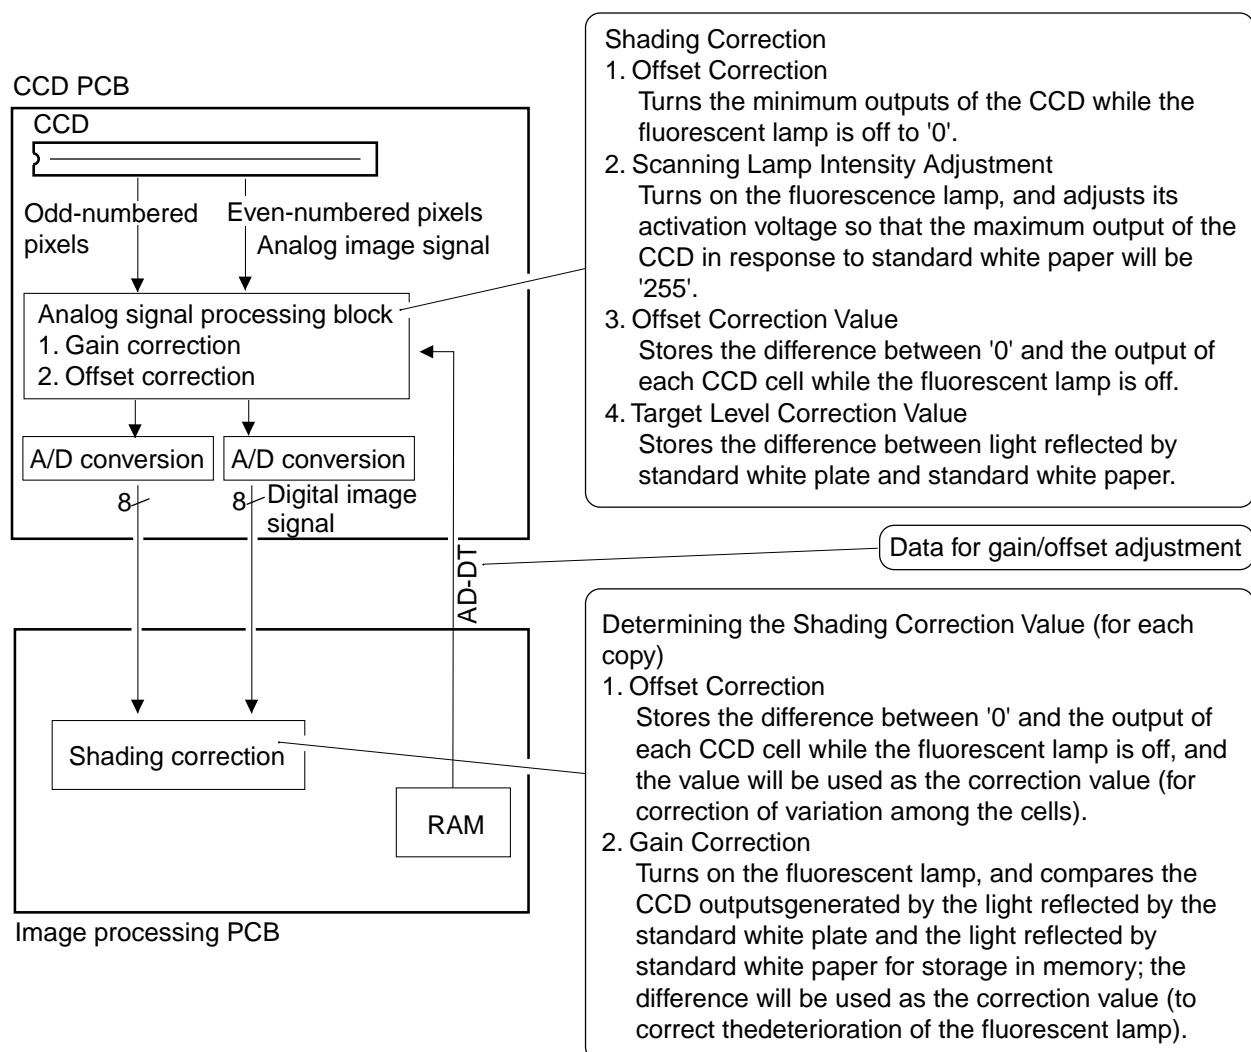 CCD PCB
CCD
Odd-numbered
pixels
Even-numbered pixels
Analog image signal
Analog signal processing block
1. Gain correction
2. Offset correction
A/D conversion
A/D conversion
8
8
Digital image
signal
AD-DT
Shading correction
RAM
Image processing PCB
Shading Correction
1. Offset Correction
Turns the minimum outputs of the CCD while the
fluorescent lamp is off to '0'.
2. Scanning Lamp Intensity Adjustment
Turns on the fluorescence lamp, and adjusts its
activation voltage so that the maximum output of the
CCD in response to standard white paper will be
'255'.
3. Offset Correction Value
Stores the difference between '0' and the output of
each CCD cell while the fluorescent lamp is off.
4. Target Level Correction Value
Stores the difference between light reflected by
standard white plate and standard white paper.
Data for gain/offset adjustment
Determining the Shading Correction Value (for each
copy)
1. Offset Correction
Stores the difference between '0' and the output of
each CCD cell while the fluorescent lamp is off, and
the value will be used as the correction value (for
correction of variation among the cells).
2. Gain Correction
Turns on the fluorescent lamp, and compares the
CCD outputsgenerated by the light reflected by the
standard white plate and the light reflected by
standard white paper for storage in memory; the
difference will be used as the correction value (to
correct thedeterioration of the fluorescent lamp).